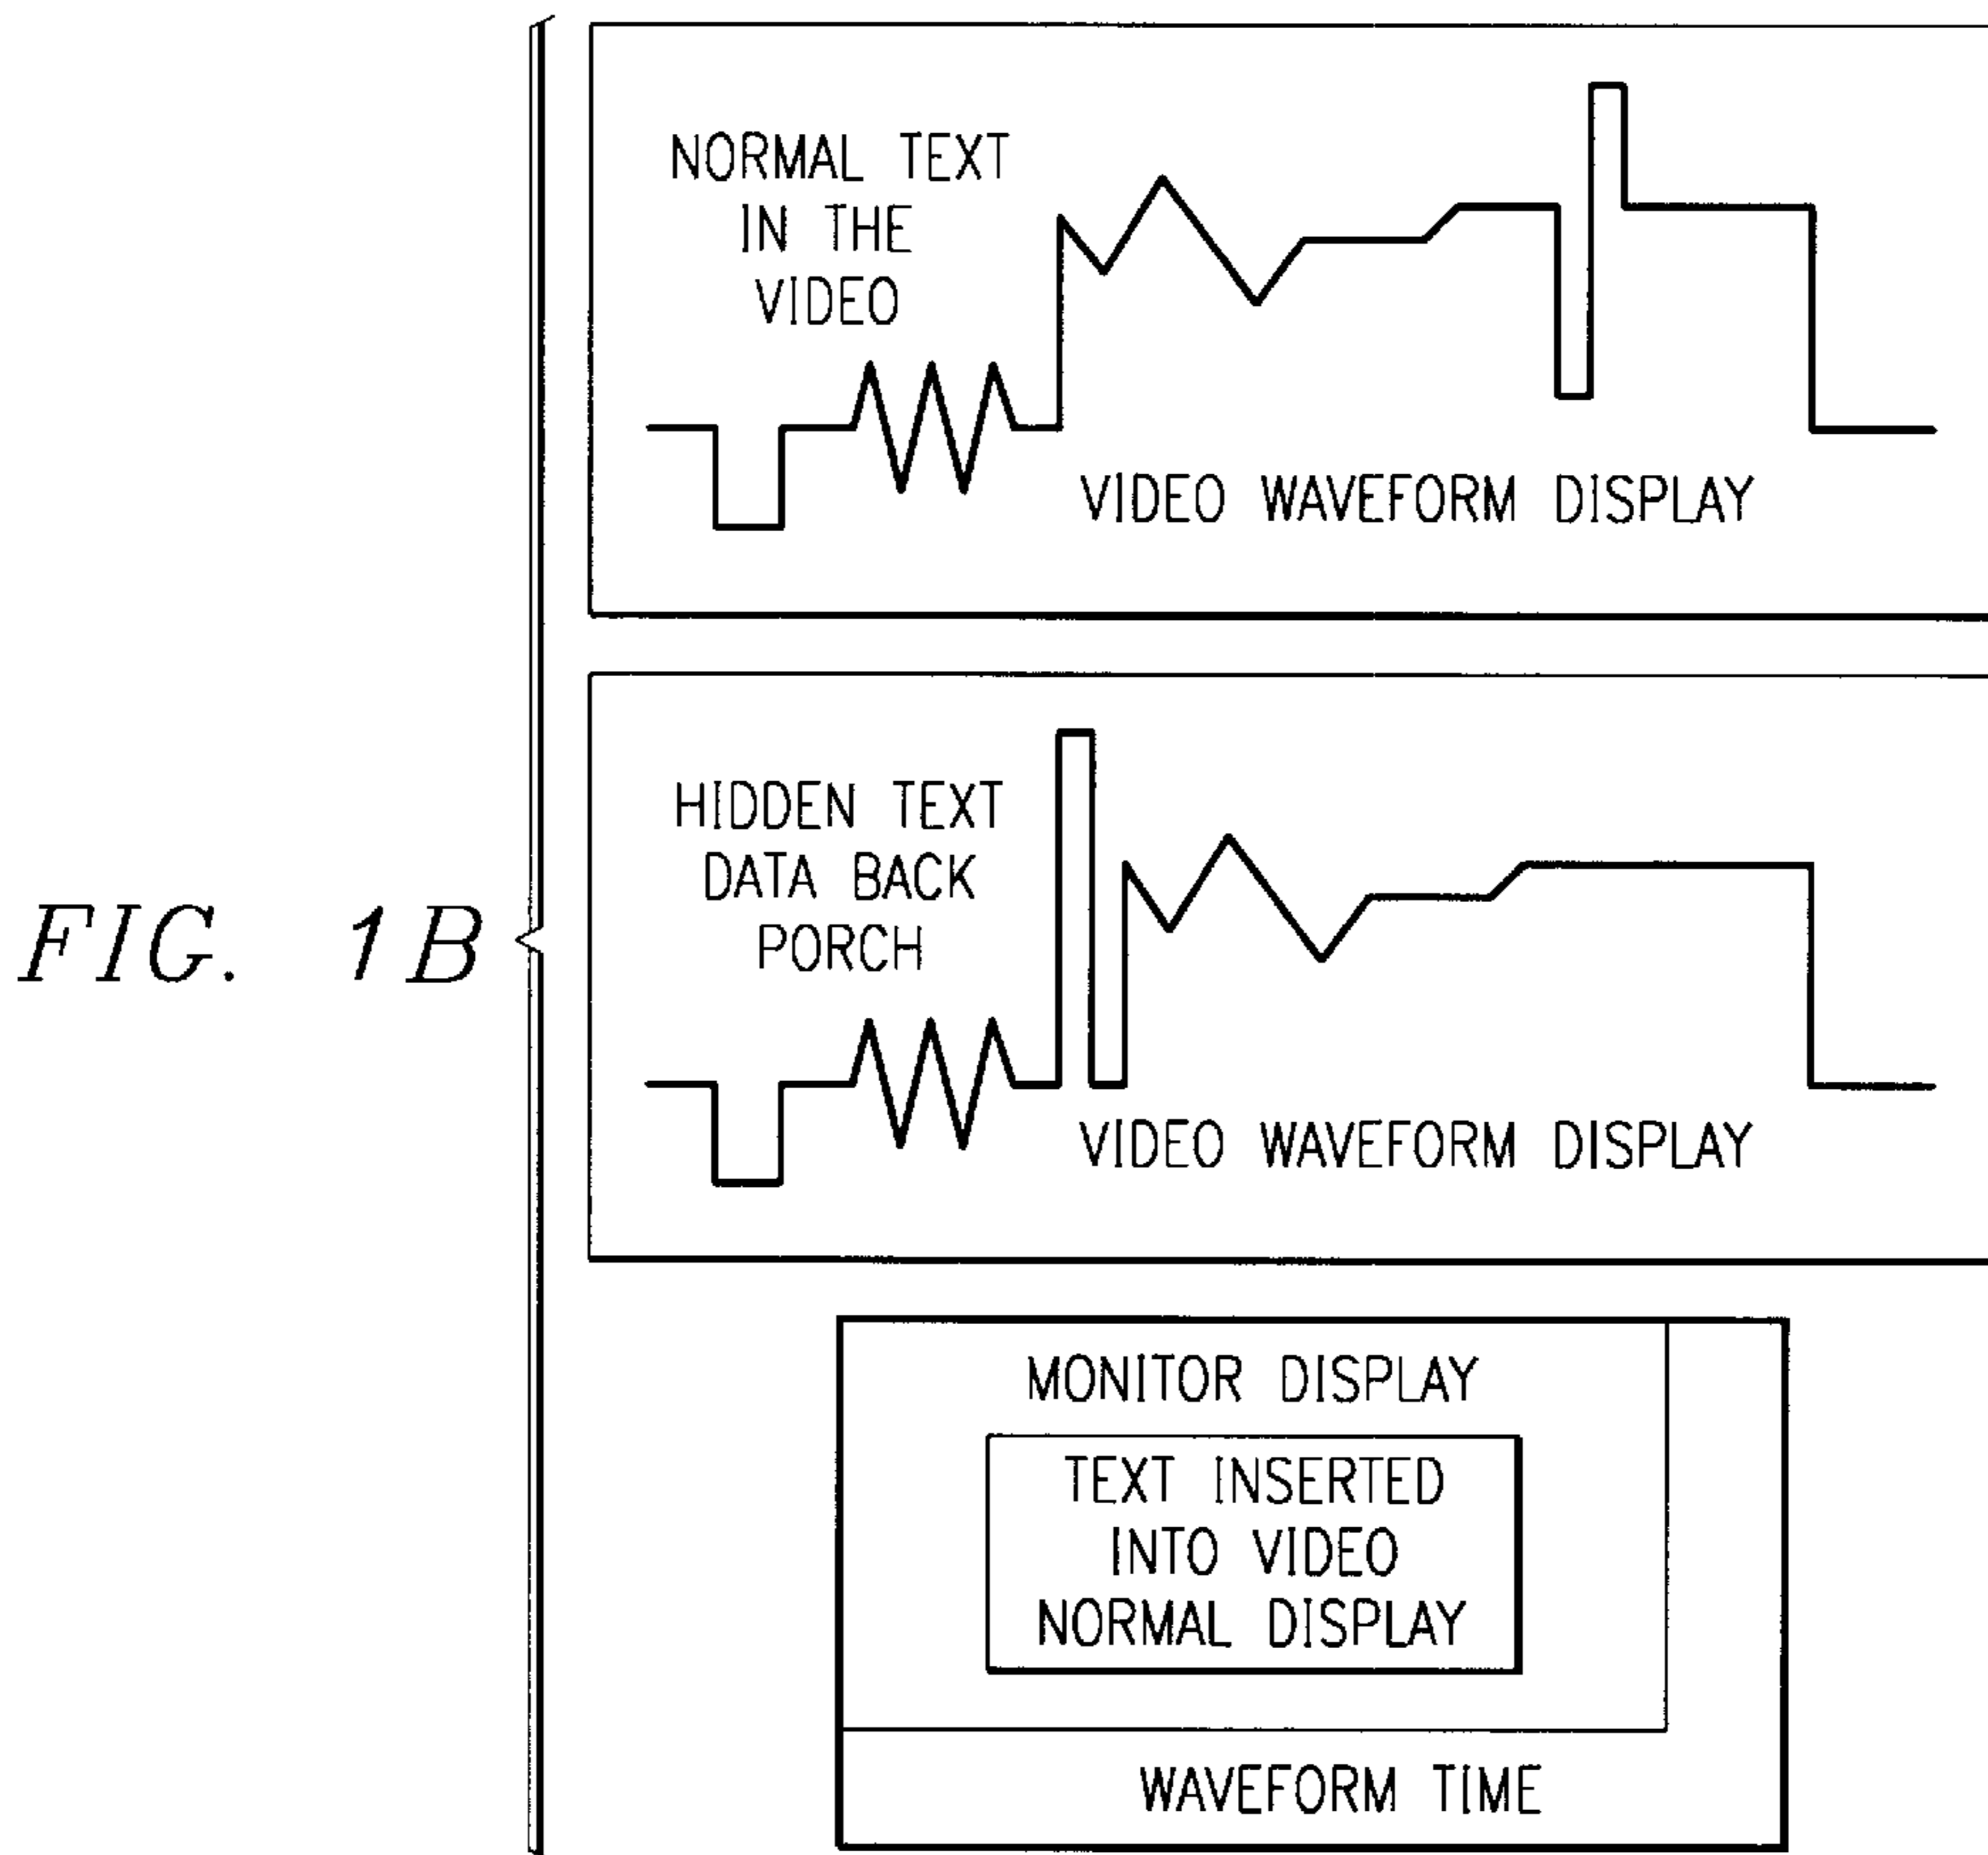 NORMAL TEXT
IN THE
VIDEO
VIDEO WAVEFORM DISPLAY
HIDDEN TEXT
DATA BACK
PORCH
VIDEO WAVEFORM DISPLAY
FIG. 1B
MONITOR DISPLAY
TEXT INSERTED
INTO VIDEO
NORMAL DISPLAY
WAVEFORM TIME